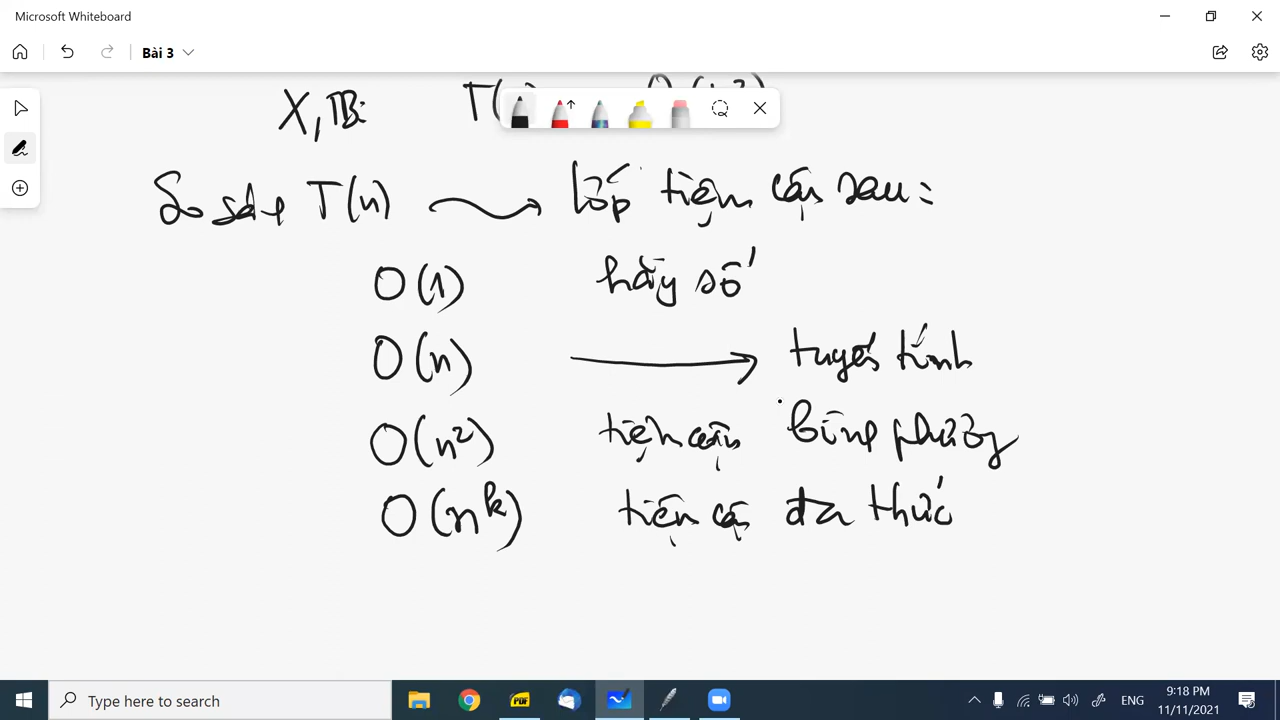 Microsoft Whiteboard
Bài 3
X, TB: T(
So sánh T(n) lớp tiệm cận sau:
O(1) hằng số
O(n) tuyến tính
O(n²) tiệm cận bình phương
O(n^k) tiệm cận đa thức
Type here to search
PDF
ENG
9:18 PM
11/11/2021